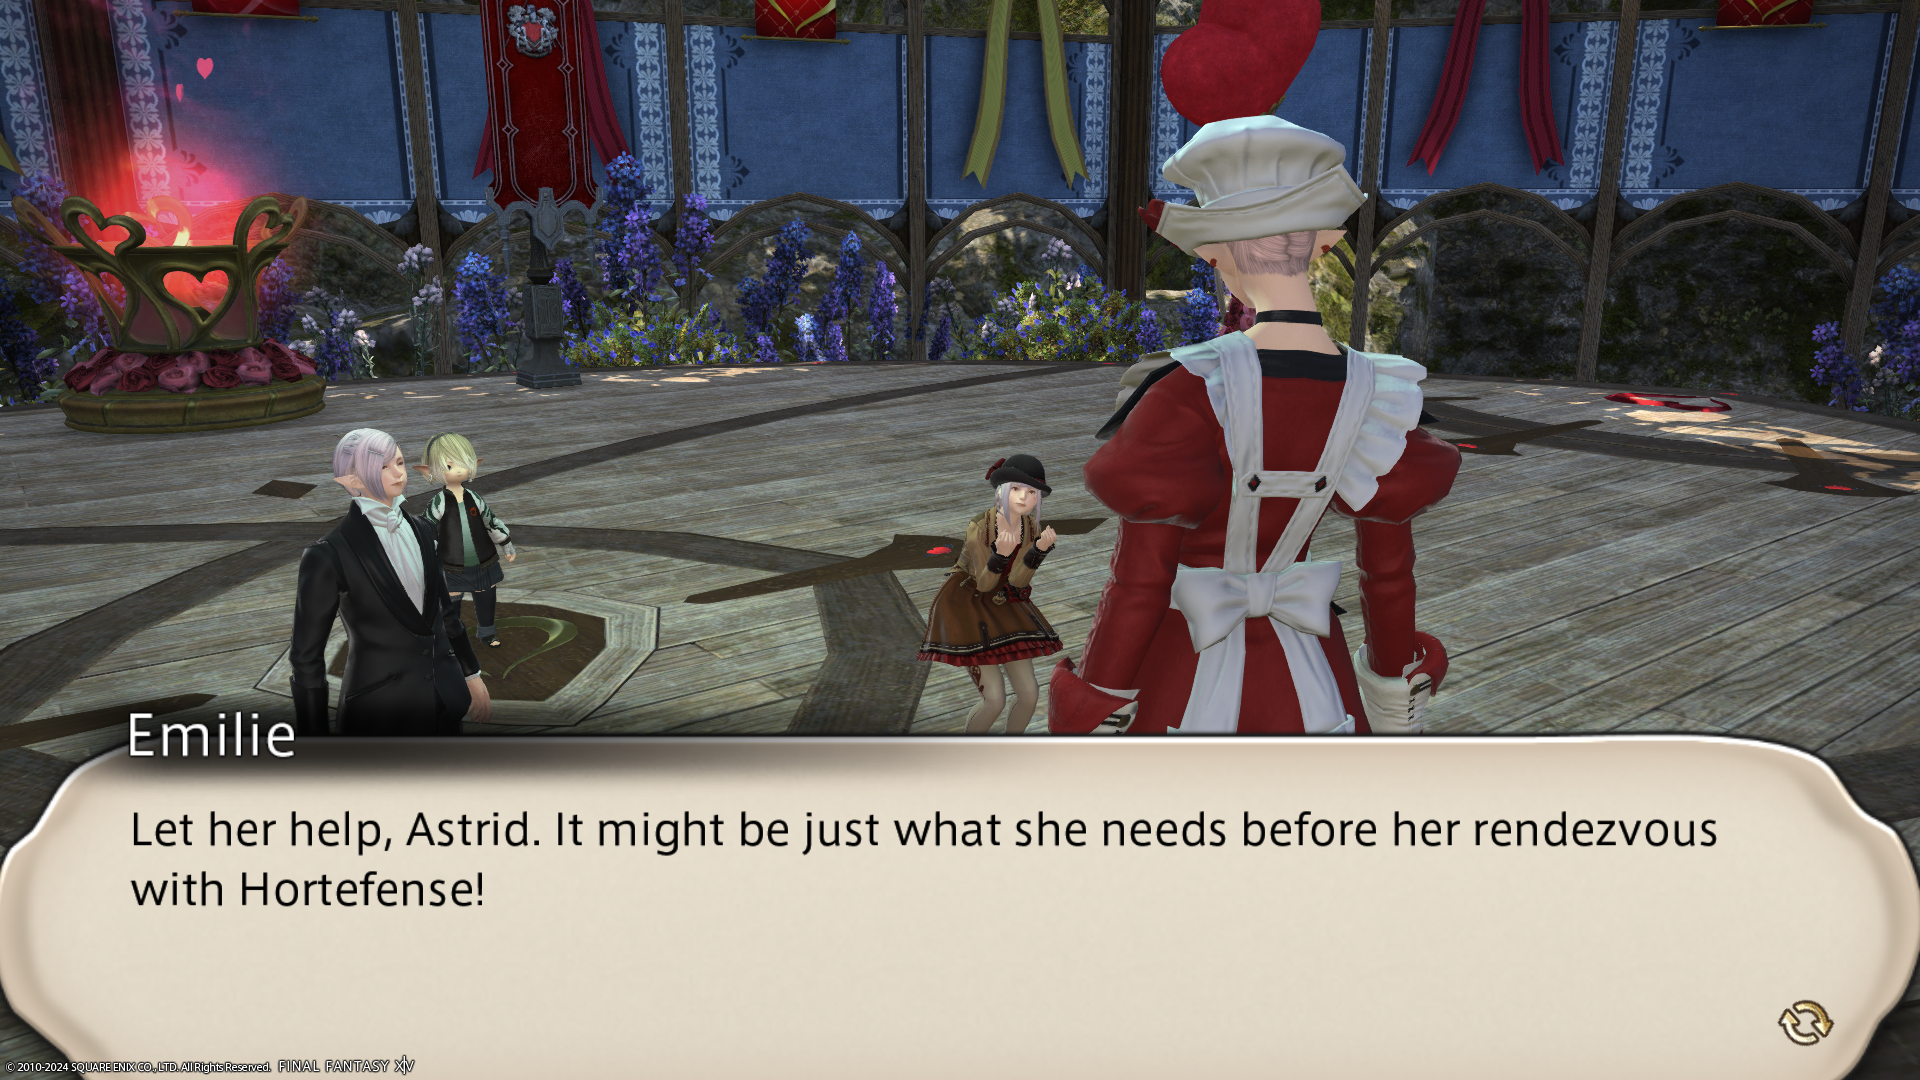 Emilie
Let her help, Astrid. It might be just what she needs before her rendezvous
with Hortefense!
© 2010-2024 SQUARE ENIX CO., LTD. All Rights Reserved. FINAL FANTASY XIV